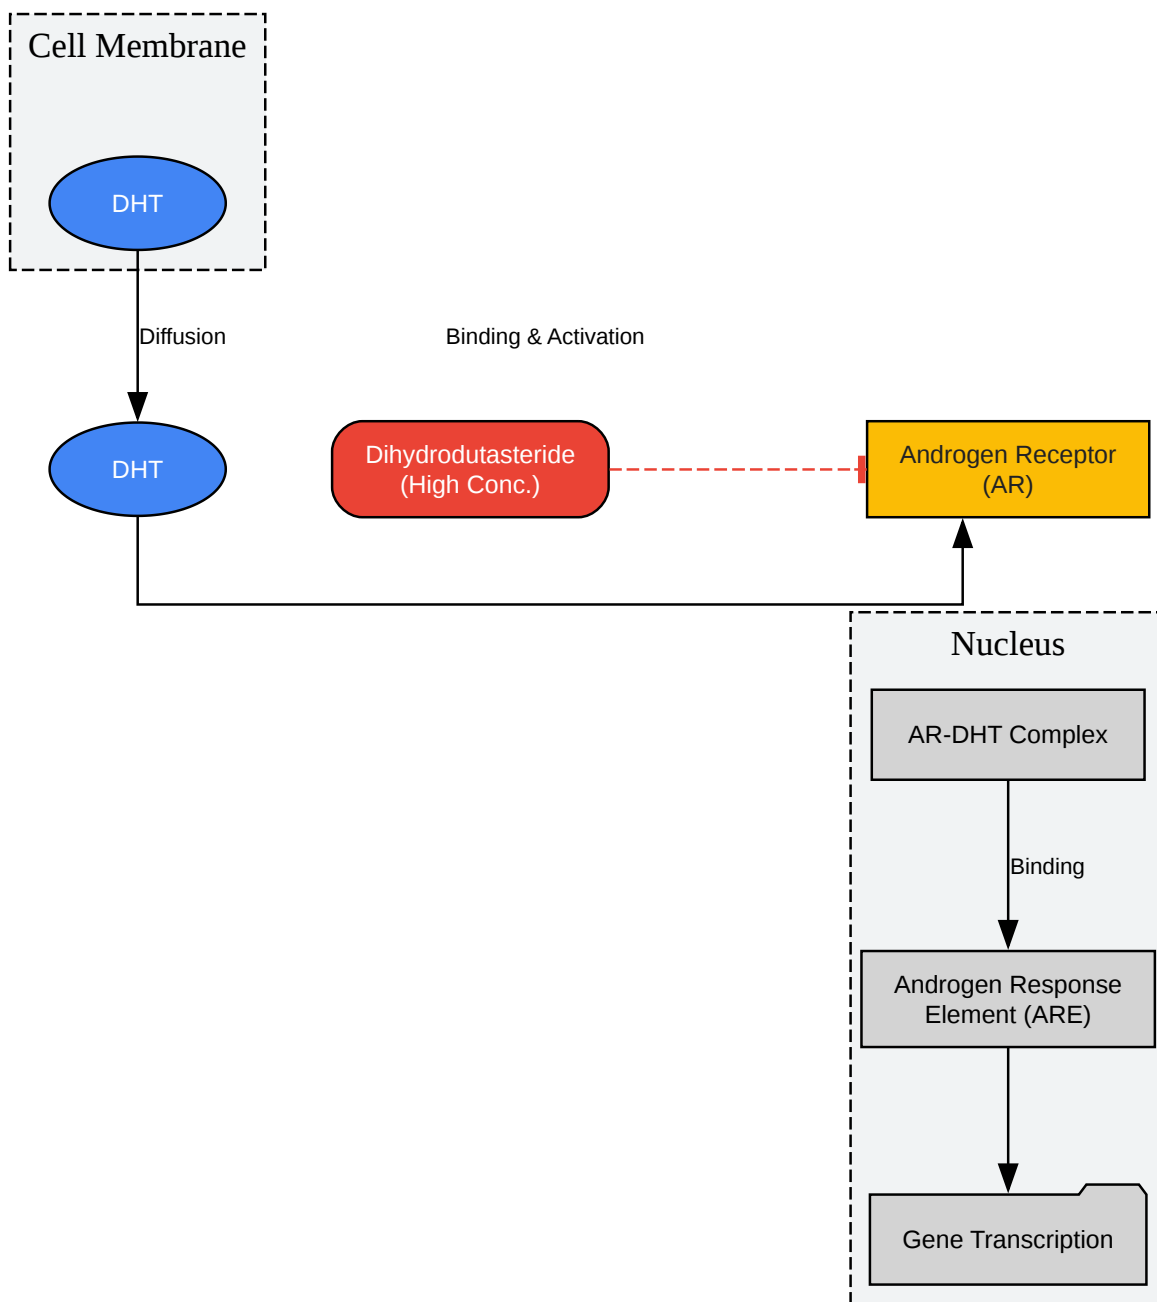 Cell Membrane
DHT
Diffusion
Binding & Activation
DHT
Dihydrodutasteride
(High Conc.)
Androgen Receptor
(AR)
Nucleus
AR-DHT Complex
Binding
Androgen Response
Element (ARE)
Gene Transcription